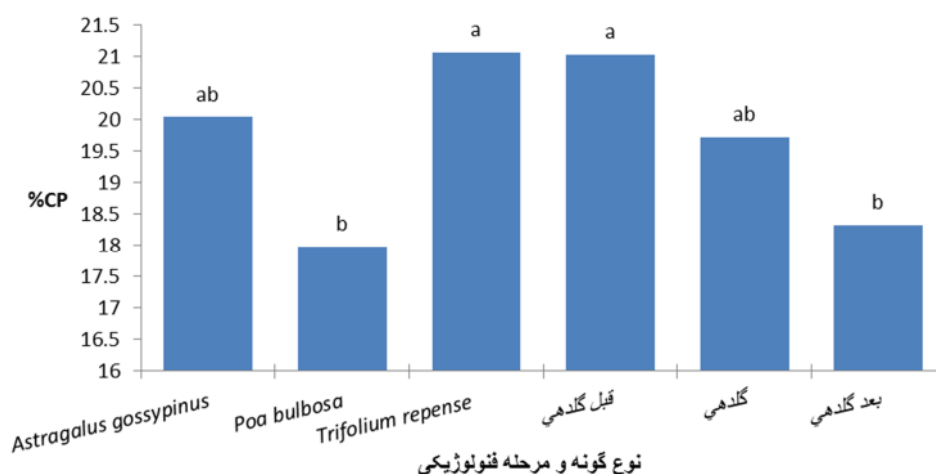 21.5
21
20.5
20
19.5
19
18.5
18
17.5
17
16.5
16
%CP
ab
b
a
a
ab
b
Astragalus gossypinus
Poa bulbosa
Trifolium repense
قبل گلدهي
گلدهي
بعد گلدهي
نوع گونه و مرحله فنولوژیکی